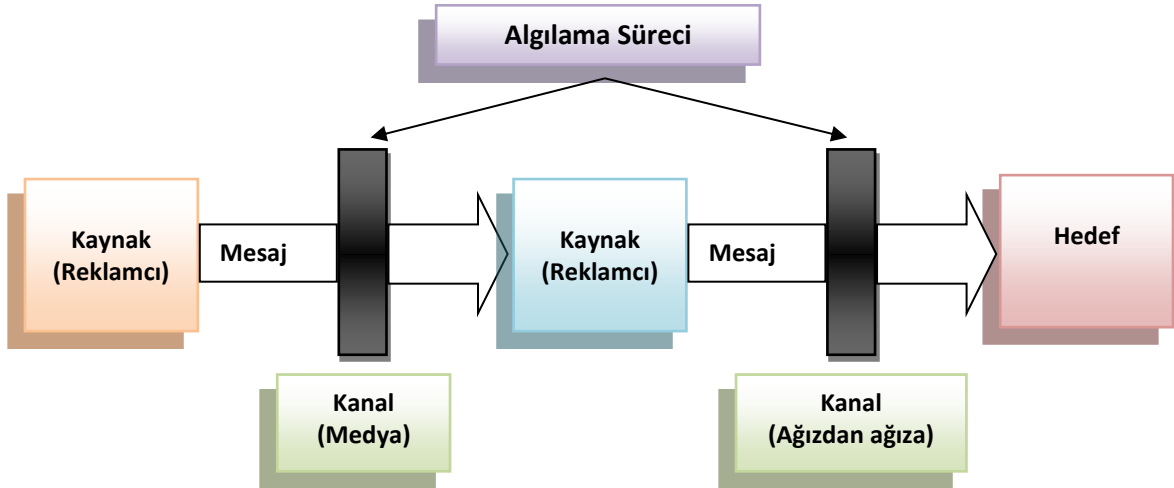 Algılama Süreci
Kaynak
(Reklamcı)
Mesaj
Kaynak
(Reklamcı)
Mesaj
Hedef
Kanal
(Medya)
Kanal
(Ağızdan ağıza)